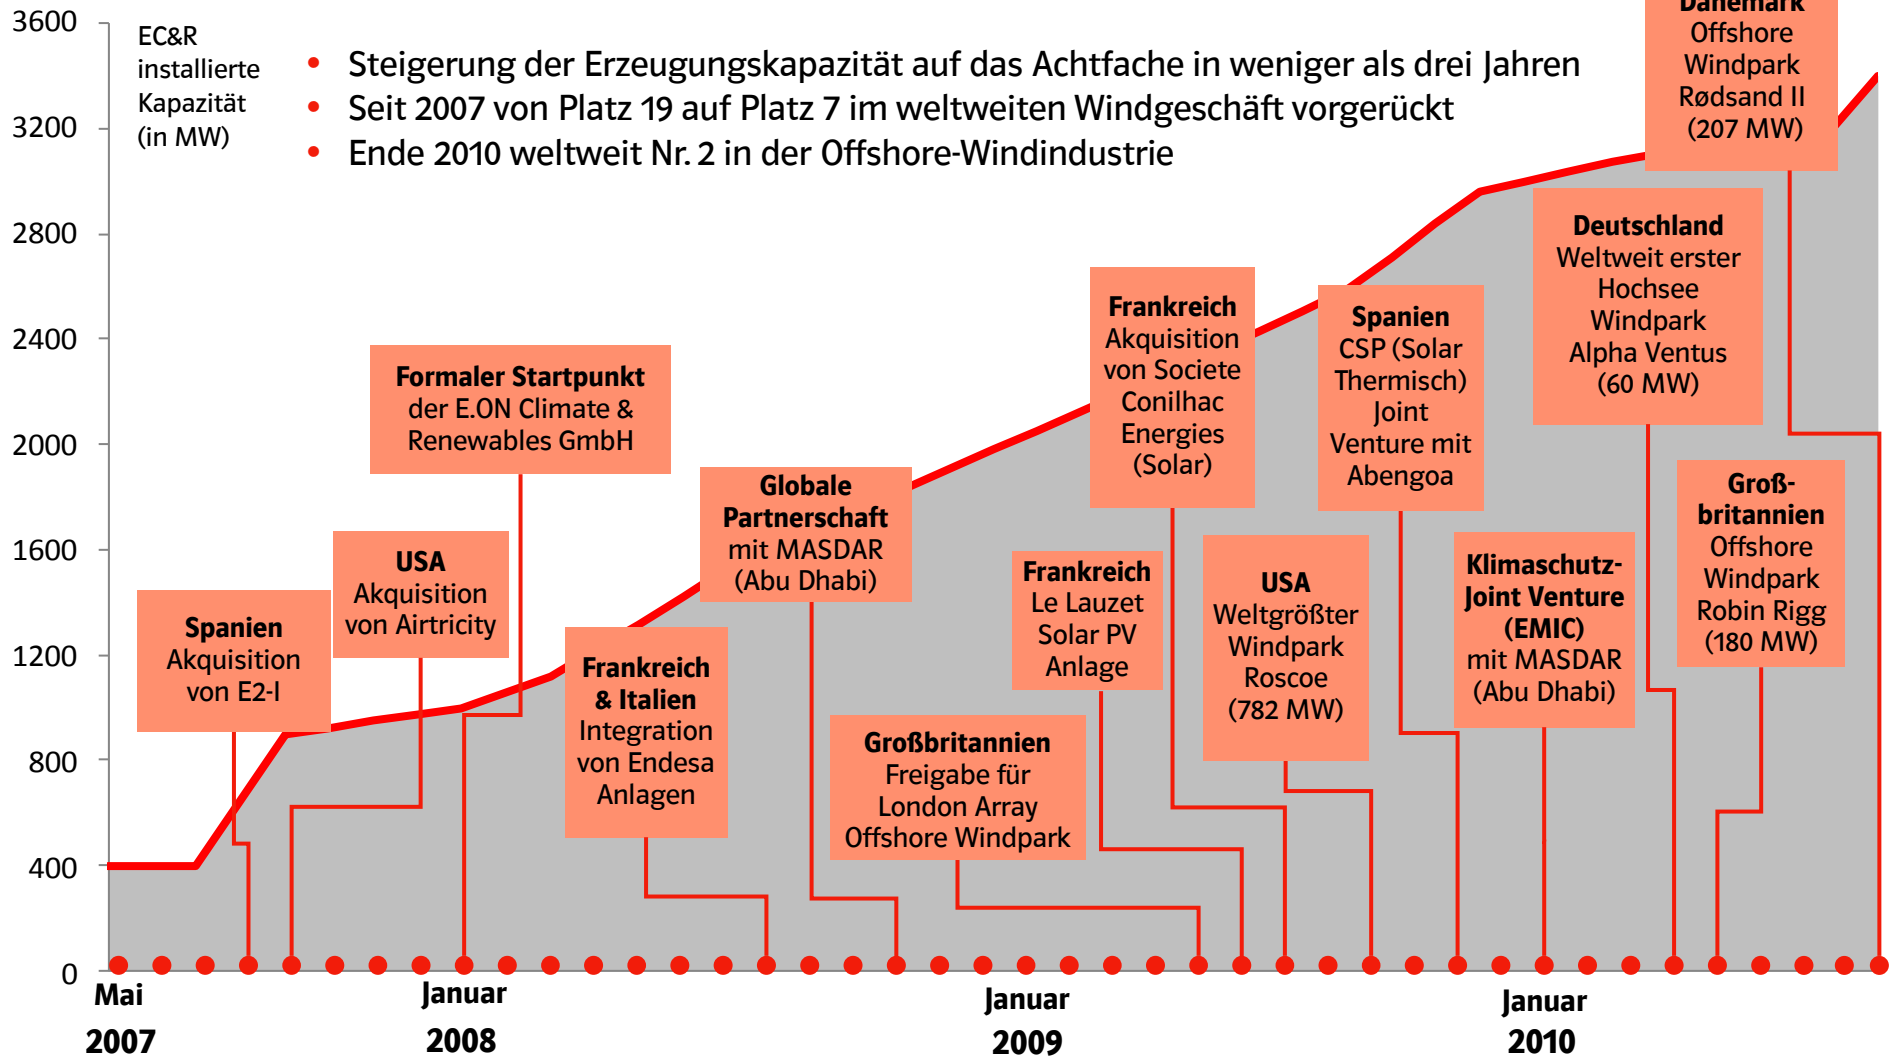 3600
3200
2800
2400
2000
1600
1200
800
400
0
EC&R
installierte
Kapazität
(in MW)
• Steigerung der Erzeugungskapazität auf das Achtfache in weniger als drei Jahren
• Seit 2007 von Platz 19 auf Platz 7 im weltweiten Windgeschäft vorgerückt
• Ende 2010 weltweit Nr. 2 in der Offshore-Windindustrie
Spanien
Akquisition
von E2-I
USA
Akquisition
von Airtricity
Formaler Startpunkt
der E.ON Climate &
Renewables GmbH
Frankreich
& Italien
Integration
von Endesa
Anlagen
Globale
Partnerschaft
mit MASDAR
(Abu Dhabi)
Großbritannien
Freigabe für
London Array
Offshore Windpark
Frankreich
Le Lauzet
Solar PV
Anlage
Frankreich
Akquisition
von Societe
Conilhac
Energies
(Solar)
USA
Weltgrößter
Windpark
Roscoe
(782 MW)
Spanien
CSP (Solar
Thermisch)
Joint
Venture mit
Abengoa
Klimaschutz-
Joint Venture
(EMIC)
mit MASDAR
(Abu Dhabi)
Deutschland
Weltweit erster
Hochsee
Windpark
Alpha Ventus
(60 MW)
Groß-
britannien
Offshore
Windpark
Robin Rigg
(180 MW)
Dänemark
Offshore
Windpark
Rødsand II
(207 MW)
Mai
2007
Januar
2008
Januar
2009
Januar
2010